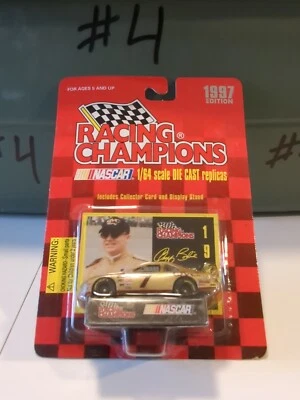 #4
#4
FOR AGES 5 AND UP
1997
EDITION
RACING
CHAMPIONS®
NASCAR® 1/64 scale DIE CAST replicas
Includes Collector Card and Display Stand
WARNING:
RACING
CHAMPIONS
1
9
7
NASCAR